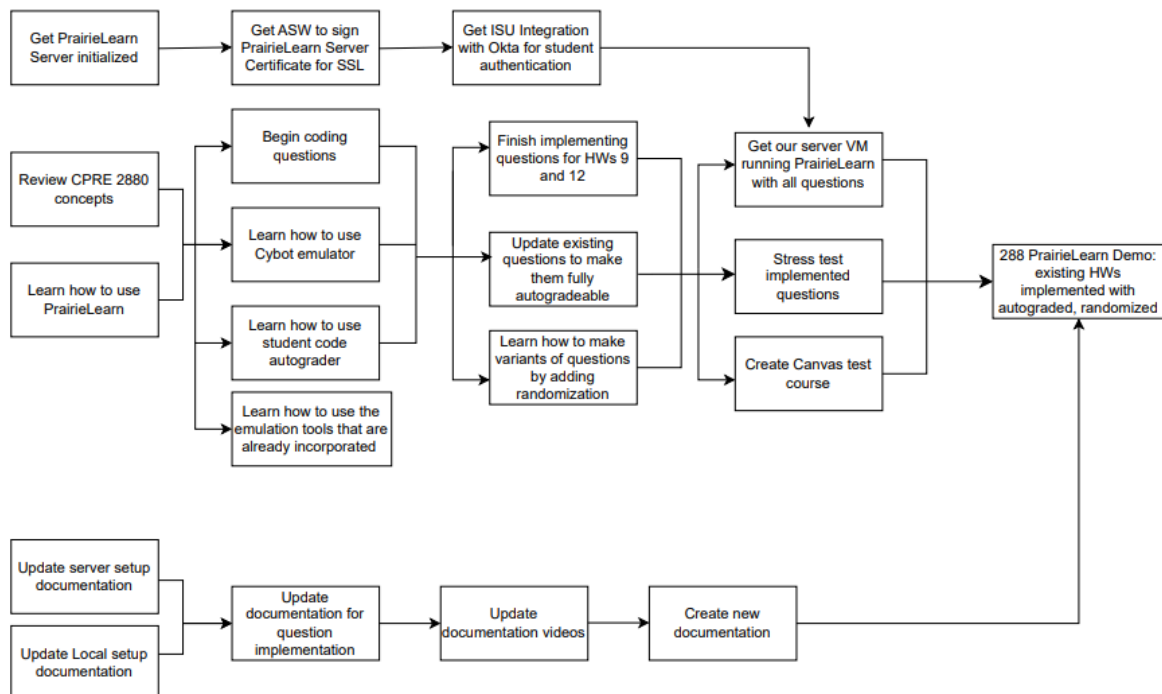 Get PrairieLearn
Server initialized
Get ASW to sign
PrairieLearn Server
Certificate for SSL
Get ISU Integration
with Okta for student
authentication
Begin coding
questions
Finish implementing
questions for HWs 9
and 12
Get our server VM
running PrairieLearn
with all questions
Review CPRE 2880
concepts
Learn how to use
Cybot emulator
Update existing
questions to make
them fully
autogradeable
Stress test
implemented
questions
288 PrairieLearn Demo:
existing HWs
implemented with
autograded, randomized
Learn how to use
PrairieLearn
Learn how to use
student code
autograder
Learn how to make
variants of questions
by adding
randomization
Create Canvas test
course
Learn how to use the
emulation tools that are
already incorporated
Update server setup
documentation
Update Local setup
documentation
Update
documentation for
question
implementation
Update
documentation videos
Create new
documentation